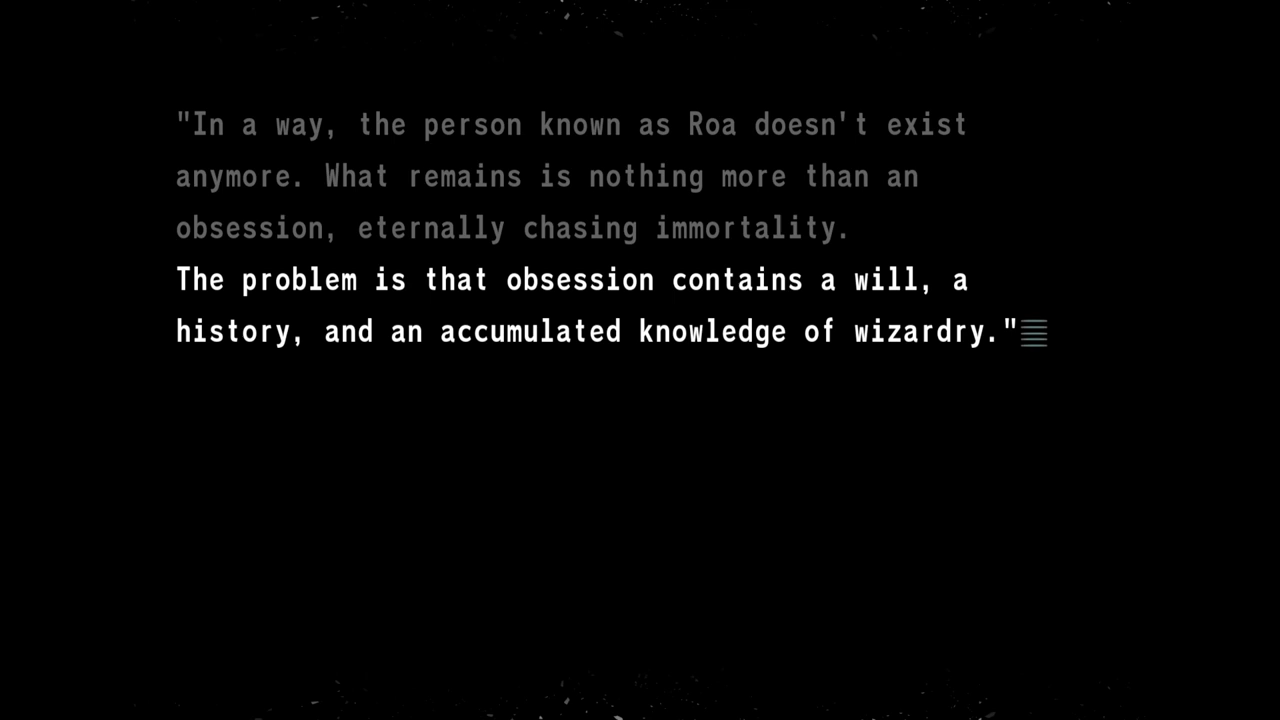 "In a way, the person known as Roa doesn't exist
anymore. What remains is nothing more than an
obsession, eternally chasing immortality.
The problem is that obsession contains a will, a
history, and an accumulated knowledge of wizardry."